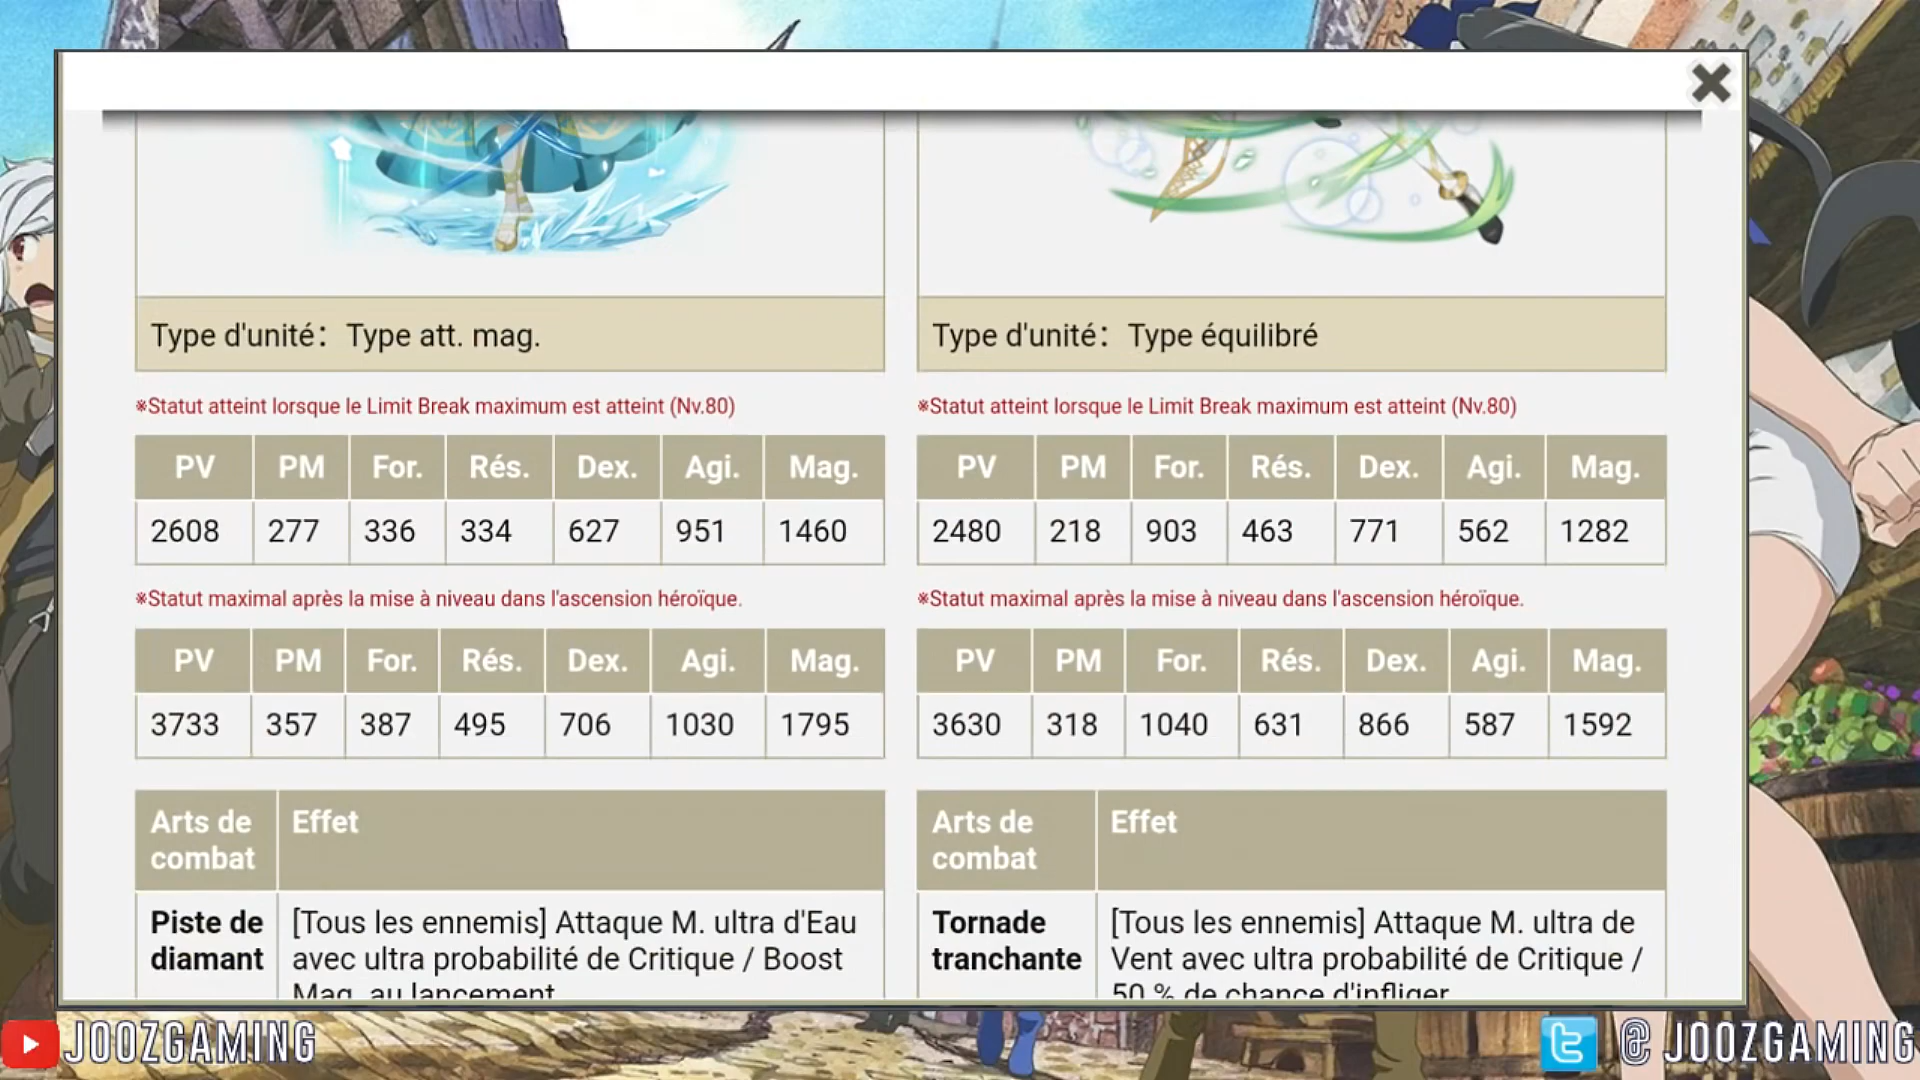 Type d'unité： Type att. mag.
※Statut atteint lorsque le Limit Break maximum est atteint (Nv.80)
PV PM For. Rés. Dex. Agi. Mag.
2608 277 336 334 627 951 1460
※Statut maximal après la mise à niveau dans l'ascension héroïque.
PV PM For. Rés. Dex. Agi. Mag.
3733 357 387 495 706 1030 1795
Arts de combat Effet
Piste de diamant
[Tous les ennemis] Attaque M. ultra d'Eau
avec ultra probabilité de Critique / Boost
Mag. au lancement
Type d'unité： Type équilibré
※Statut atteint lorsque le Limit Break maximum est atteint (Nv.80)
PV PM For. Rés. Dex. Agi. Mag.
2480 218 903 463 771 562 1282
※Statut maximal après la mise à niveau dans l'ascension héroïque.
PV PM For. Rés. Dex. Agi. Mag.
3630 318 1040 631 866 587 1592
Arts de combat Effet
Tornade tranchante
[Tous les ennemis] Attaque M. ultra de
Vent avec ultra probabilité de Critique /
50 % de chance d'infliger
JOOZGAMING
@ JOOZGAMING